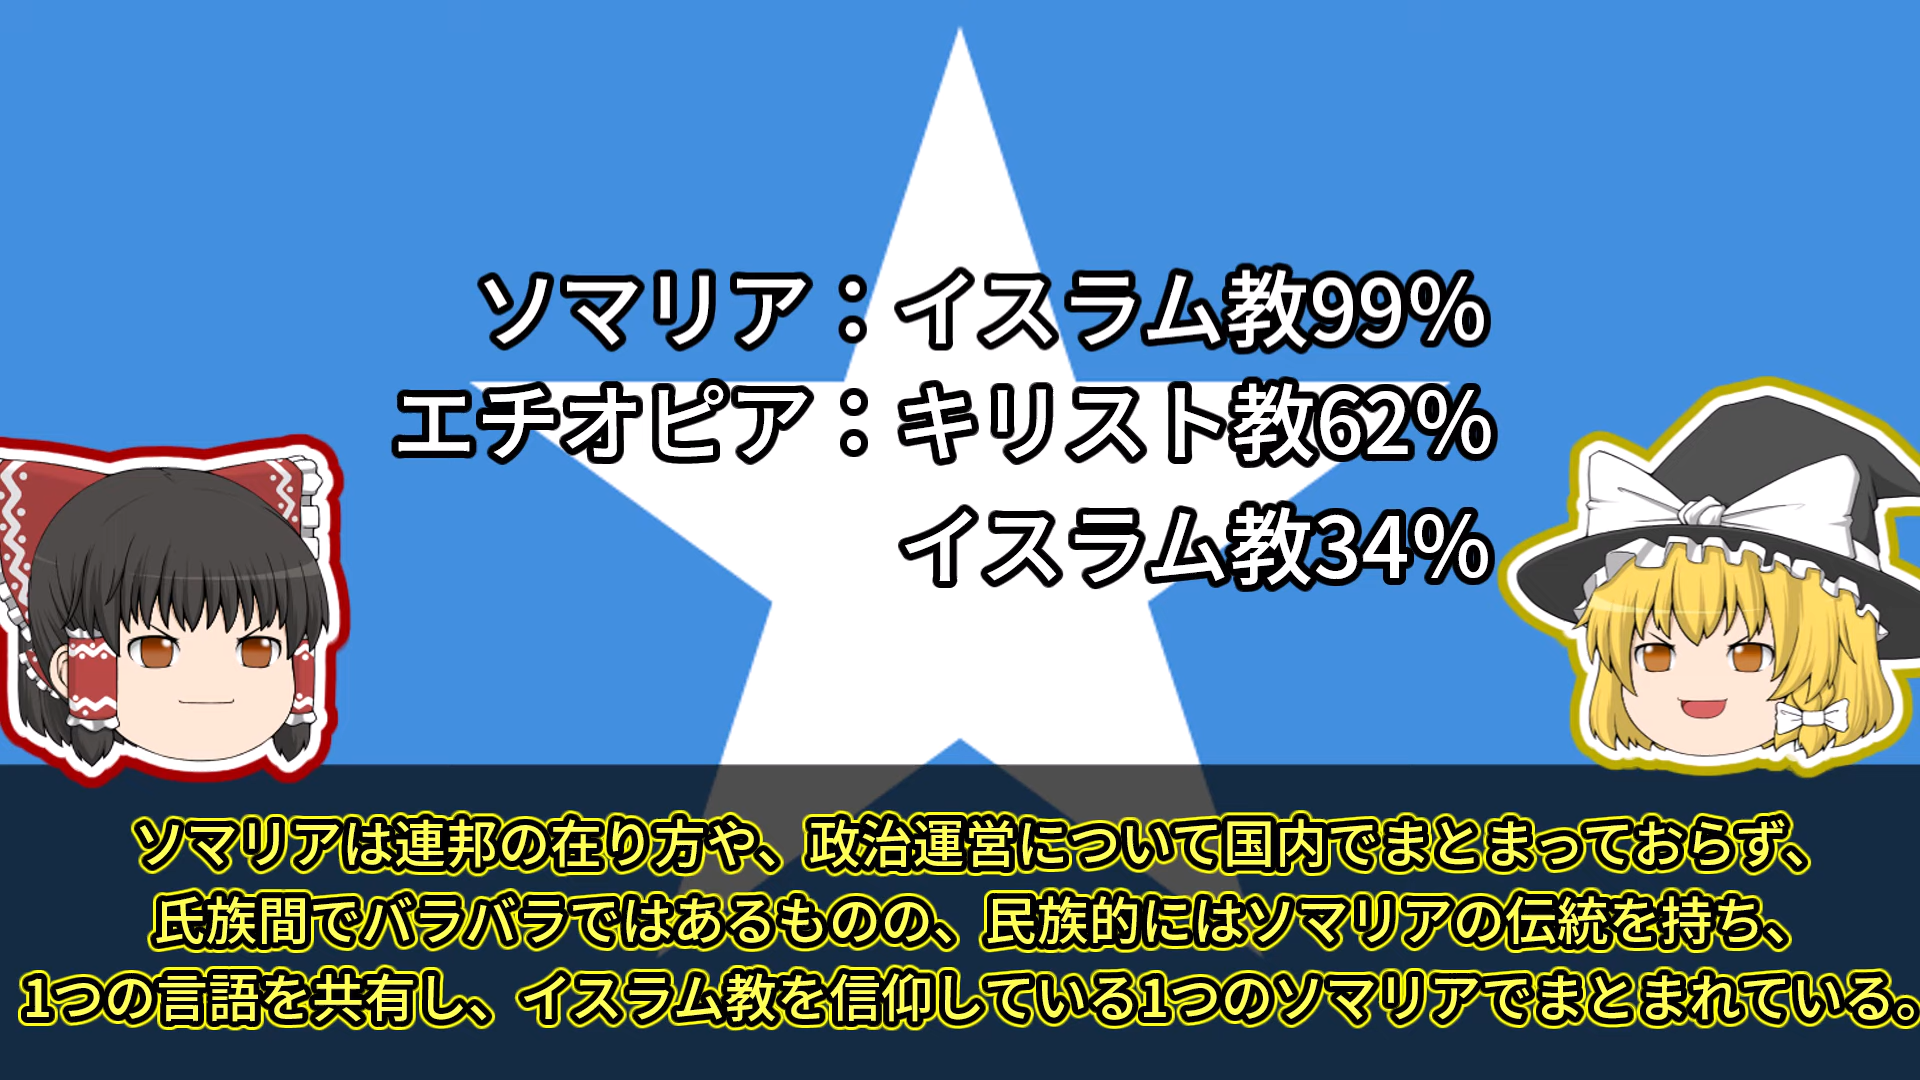 ソマリア：イスラム教99％
エチオピア：キリスト教62％
イスラム教34％
ソマリアは連邦の在り方や、政治運営について国内でまとまっておらず、
氏族間でバラバラではあるものの、民族的にはソマリアの伝統を持ち、
1つの言語を共有し、イスラム教を信仰している1つのソマリアでまとまれている。